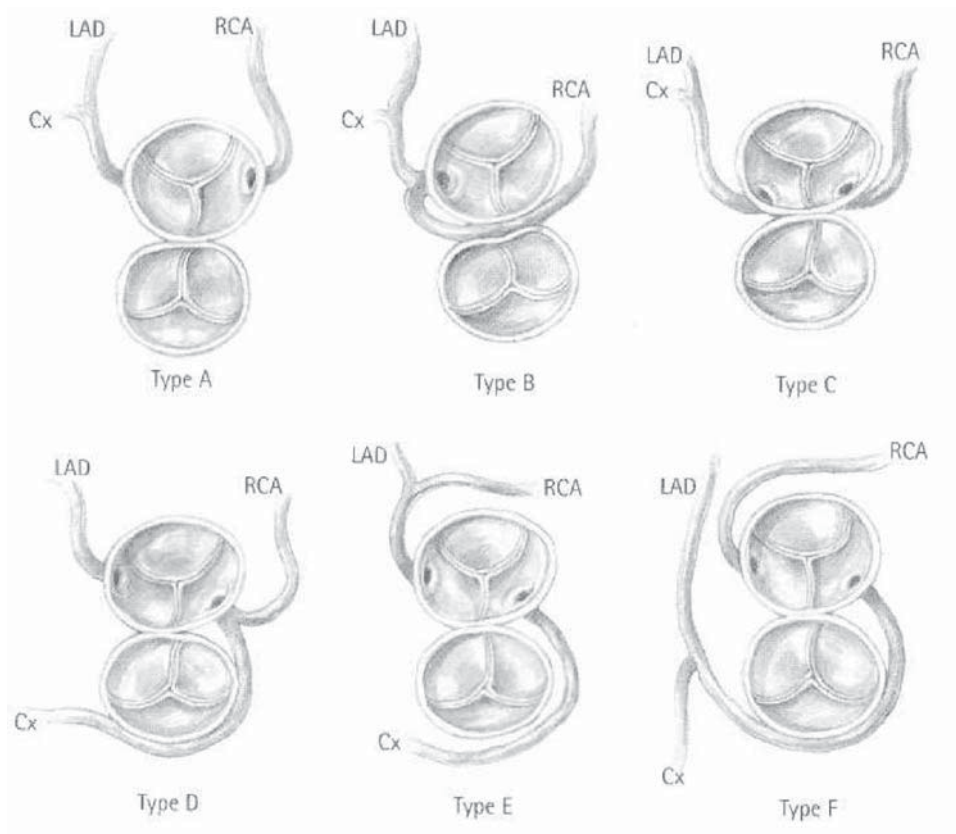 LAD RCA
Cx
Type A
LAD
RCA
Cx
Type B
LAD RCA
Cx
Type C
LAD
RCA
Cx
Type D
LAD
RCA
Cx
Type E
RCA
LAD
Cx
Type F